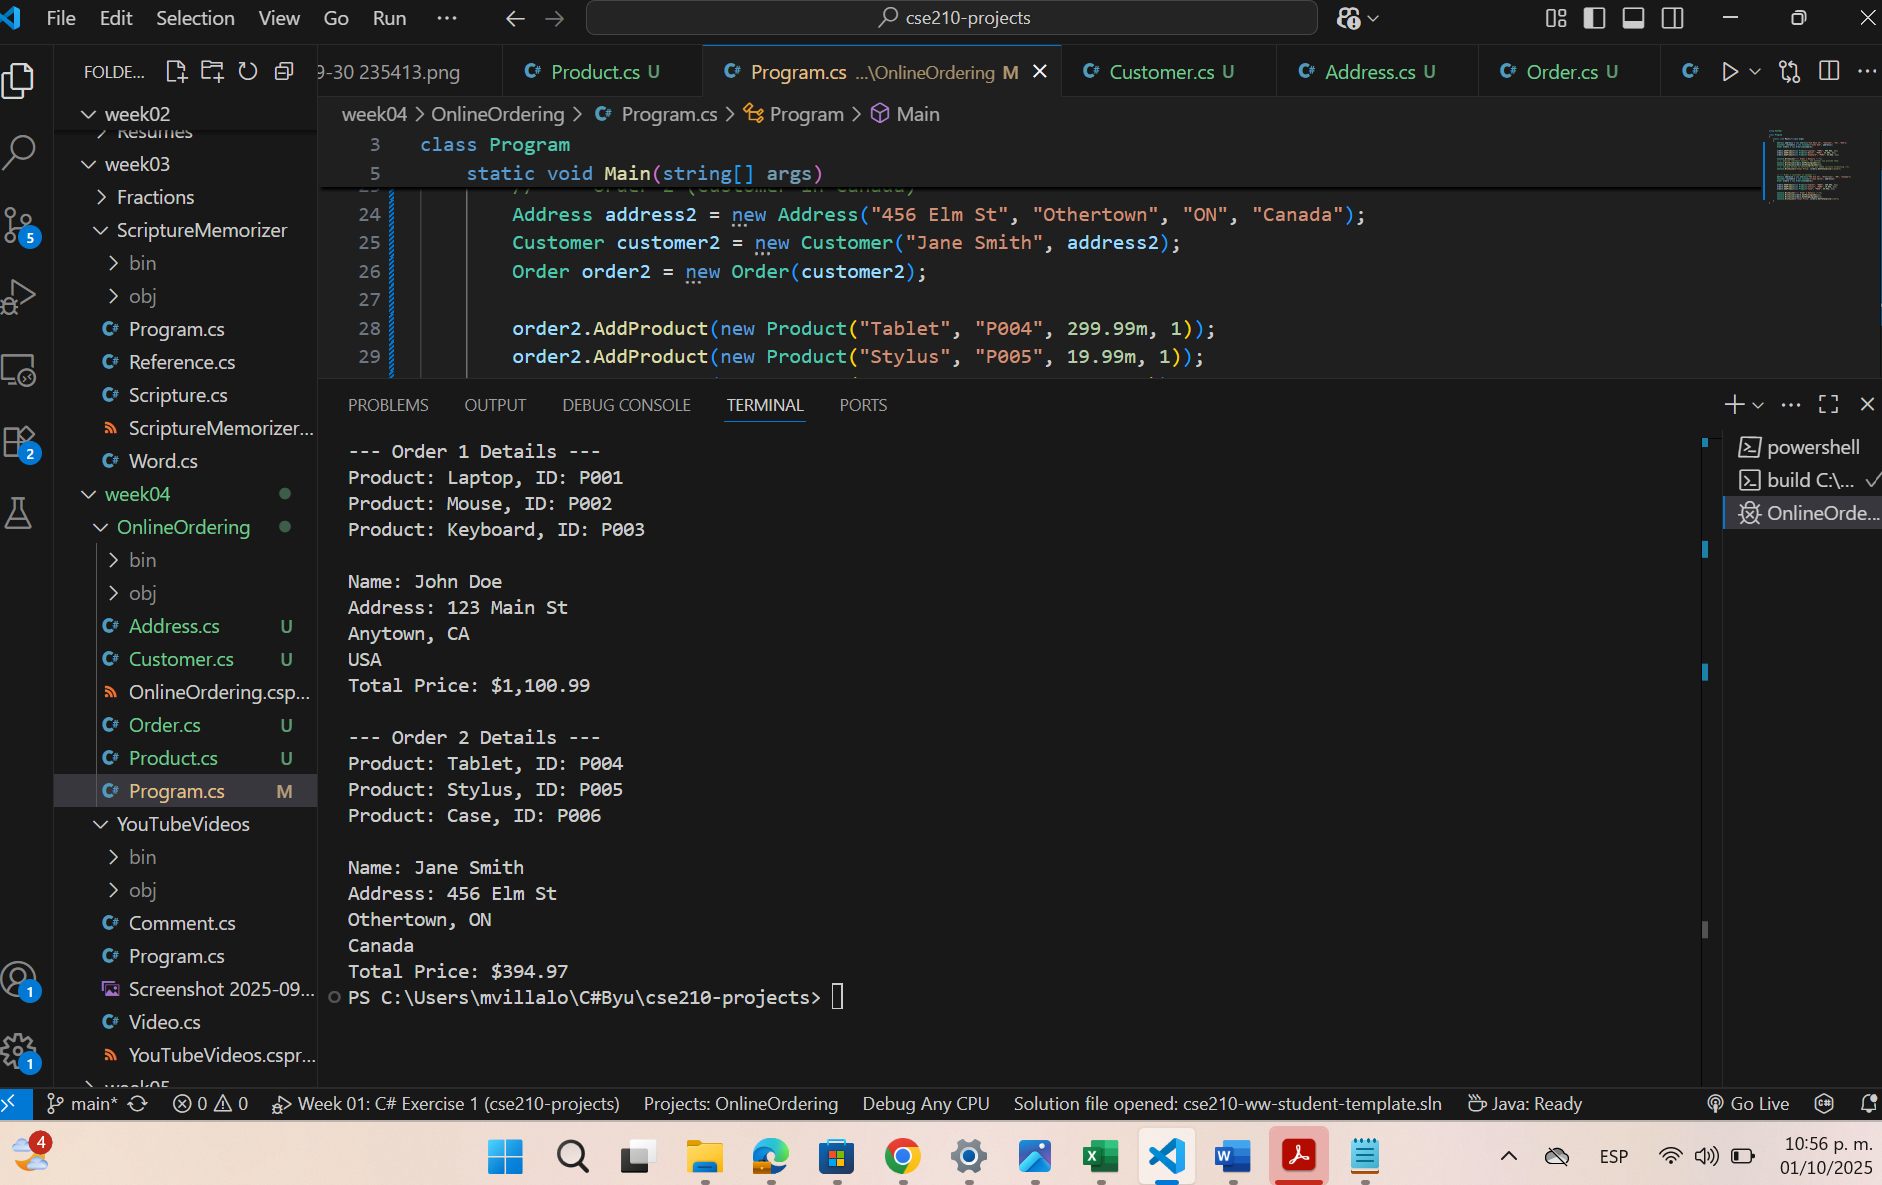 File Edit Selection View Go Run ···
cse210-projects
FOLDE...
9-30 235413.png
C# Product.cs U
C# Program.cs ...\OnlineOrdering M
C# Customer.cs U
C# Address.cs U
C# Order.cs U
C#
week04 > OnlineOrdering > C# Program.cs > Program > Main
week02
Resumes
week03
Fractions
ScriptureMemorizer
bin
obj
C# Program.cs
C# Reference.cs
C# Scripture.cs
ScriptureMemorizer...
C# Word.cs
week04
OnlineOrdering
bin
obj
C# Address.cs U
C# Customer.cs U
OnlineOrdering.csp...
C# Order.cs U
C# Product.cs U
C# Program.cs M
YouTubeVideos
bin
obj
C# Comment.cs
C# Program.cs
Screenshot 2025-09...
C# Video.cs
YouTubeVideos.cspr...
week05
5
2
1
1
3 class Program
5 static void Main(string[] args)
23 // --- Order 2 (Customer in Canada)
24 Address address2 = new Address("456 Elm St", "Othertown", "ON", "Canada");
25 Customer customer2 = new Customer("Jane Smith", address2);
26 Order order2 = new Order(customer2);
27
28 order2.AddProduct(new Product("Tablet", "P004", 299.99m, 1));
29 order2.AddProduct(new Product("Stylus", "P005", 19.99m, 1));
PROBLEMS OUTPUT DEBUG CONSOLE TERMINAL PORTS
--- Order 1 Details ---
Product: Laptop, ID: P001
Product: Mouse, ID: P002
Product: Keyboard, ID: P003
Name: John Doe
Address: 123 Main St
Anytown, CA
USA
Total Price: $1,100.99
--- Order 2 Details ---
Product: Tablet, ID: P004
Product: Stylus, ID: P005
Product: Case, ID: P006
Name: Jane Smith
Address: 456 Elm St
Othertown, ON
Canada
Total Price: $394.97
PS C:\Users\mvillalo\C#Byu\cse210-projects>
powershell
build C:\...
OnlineOrde...
main* 0 0 Week 01: C# Exercise 1 (cse210-projects) Projects: OnlineOrdering Debug Any CPU Solution file opened: cse210-ww-student-template.sln Java: Ready Go Live
4
ESP
10:56 p. m.
01/10/2025